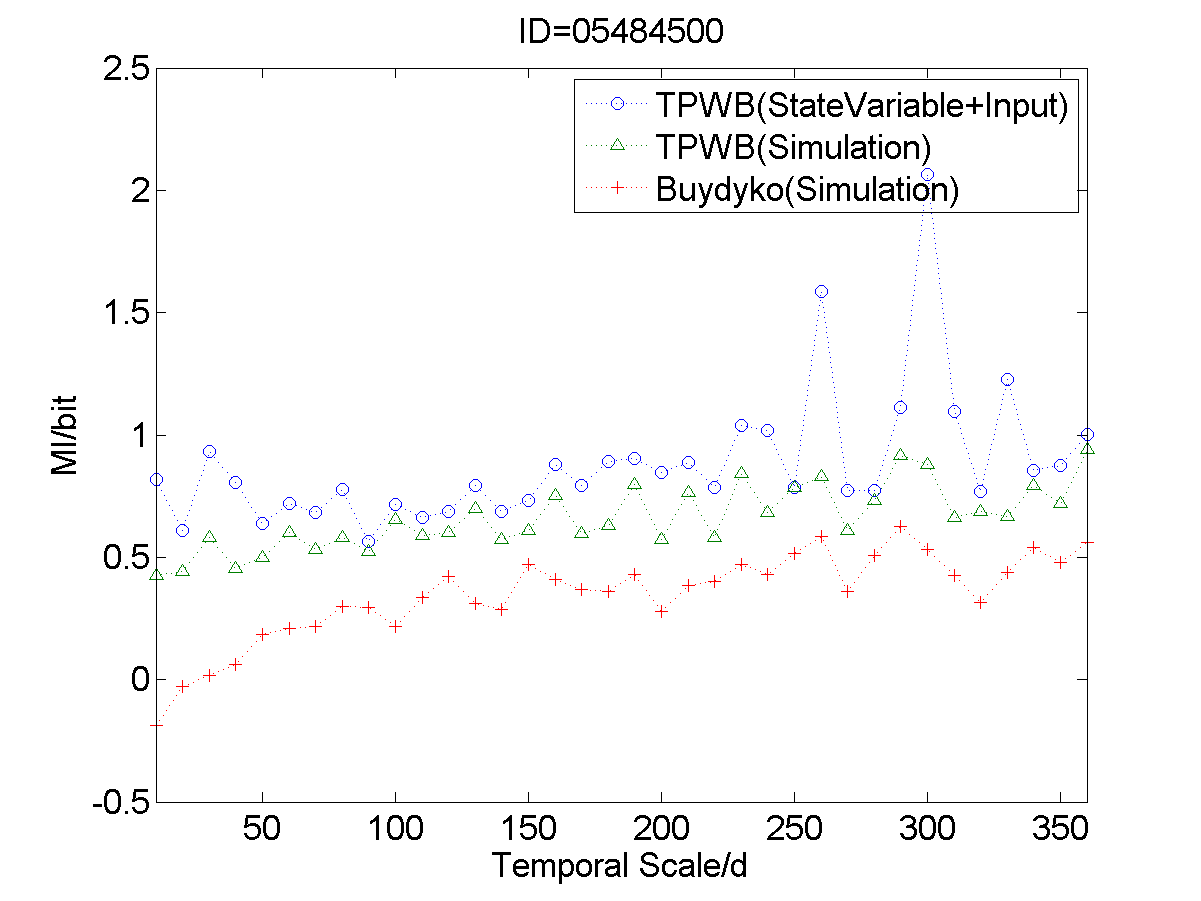 ID=05484500
2.5
2
1.5
1
0.5
0
-0.5
MI/bit
TPWB(StateVariable+Input)
TPWB(Simulation)
Buydyko(Simulation)
50 100 150 200 250 300 350
Temporal Scale/d